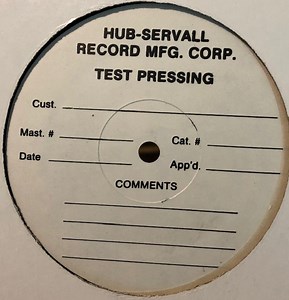 HUB-SERVALL
RECORD MFG. CORP.
TEST PRESSING
Cust.
Mast. # Cat. #
Date App'd.
COMMENTS